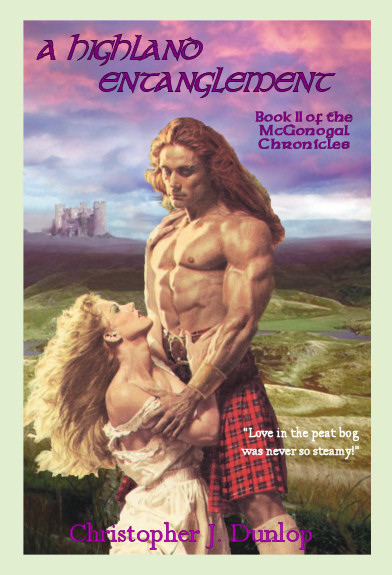 A Highland
Entanglement
Book II of the
McGonogal
Chronicles
"Love in the peat bog
was never so steamy!"
Christopher J. Dunlop